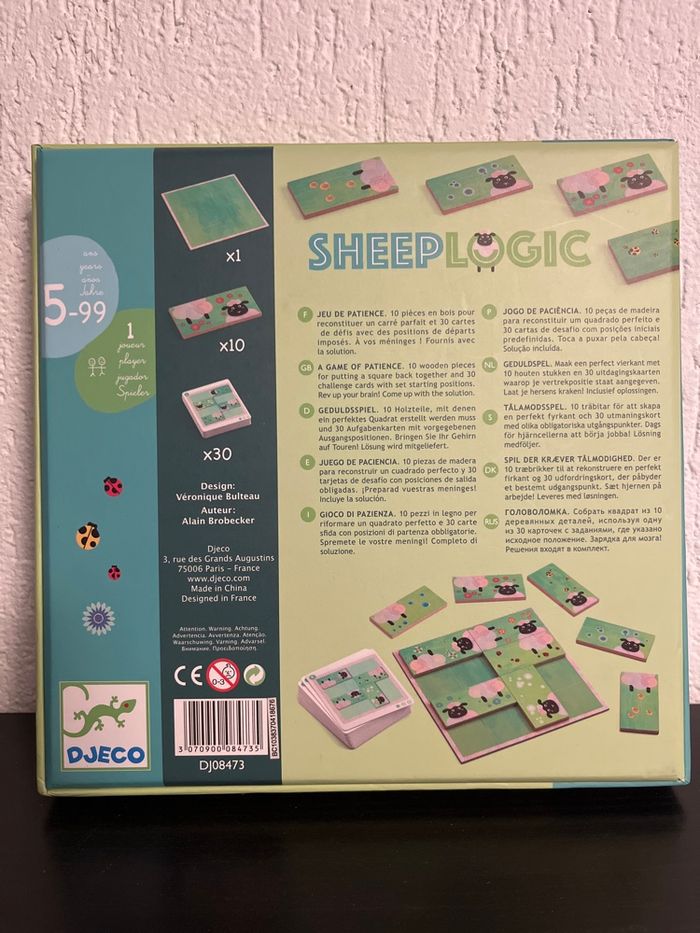 ans
years
años
Jahre
5-99
1
joueur
player
jugador
Spieler
x1
x10
x30
Design:
Véronique Bulteau
Auteur:
Alain Brobecker
Djeco
3, rue des Grands Augustins
75006 Paris - France
www.djeco.com
Made in China
Designed in France
Attention. Warning. Achtung.
Advertencia. Avvertenza. Atenção.
Waarschuwing. Varning. Advarsel.
Внимание. Προειδοποίηση.
CE 0-3
3 070900 084735
BC1038370418676
DJ08473
DJECO
SHEEPLOGIC
F JEU DE PATIENCE. 10 pièces en bois pour
reconstituer un carré parfait et 30 cartes
de défis avec des positions de départs
imposés. À vos méninges ! Fournis avec
la solution.
GB A GAME OF PATIENCE. 10 wooden pieces
for putting a square back together and 30
challenge cards with set starting positions.
Rev up your brain! Come up with the solution.
D GEDULDSSPIEL. 10 Holzteile, mit denen
ein perfektes Quadrat erstellt werden muss
und 30 Aufgabenkarten mit vorgegebenen
Ausgangspositionen. Bringen Sie Ihr Gehirn
auf Touren! Lösung wird mitgeliefert.
E JUEGO DE PACIENCIA. 10 piezas de madera
para reconstruir un cuadrado perfecto y 30
tarjetas de desafío con posiciones de salida
obligadas. ¡Preparad vuestras meninges!
Incluye la solución.
I GIOCO DI PAZIENZA. 10 pezzi in legno per
riformare un quadrato perfetto e 30 carte
sfida con posizioni di partenza obbligatorie.
Spremete le vostre meningi! Completo di
soluzione.
P JOGO DE PACIÊNCIA. 10 peças de madeira
para reconstituir um quadrado perfeito e
30 cartas de desafio com posições iniciais
predefinidas. Toca a puxar pela cabeça!
Solução incluída.
NL GEDULDSPEL. Maak een perfect vierkant met
10 houten stukken en 30 uitdagingskaarten
waarop je vertrekpositie staat aangegeven.
Laat je hersens kraken! Inclusief oplossingen.
S TÅLAMODSSPEL. 10 träbitar för att skapa
en perfekt fyrkant och 30 utmaningskort
med olika obligatoriska utgångspunkter. Dags
för hjärncellerna att börja jobba! Lösning
medföljer.
DK SPIL DER KRÆVER TÅLMODIGHED. Der er
10 træbrikker til at rekonstruere en perfekt
firkant og 30 udfordringskort, der påbyder
et bestemt udgangspunkt. Sæt hjernen på
arbejde! Leveres med løsningen.
RUS ГОЛОВОЛОМКА. Собрать квадрат из 10
деревянных деталей, используя одну
из 30 карточек с заданиями, где указано
исходное положение. Зарядка для мозга!
Решения входят в комплект.